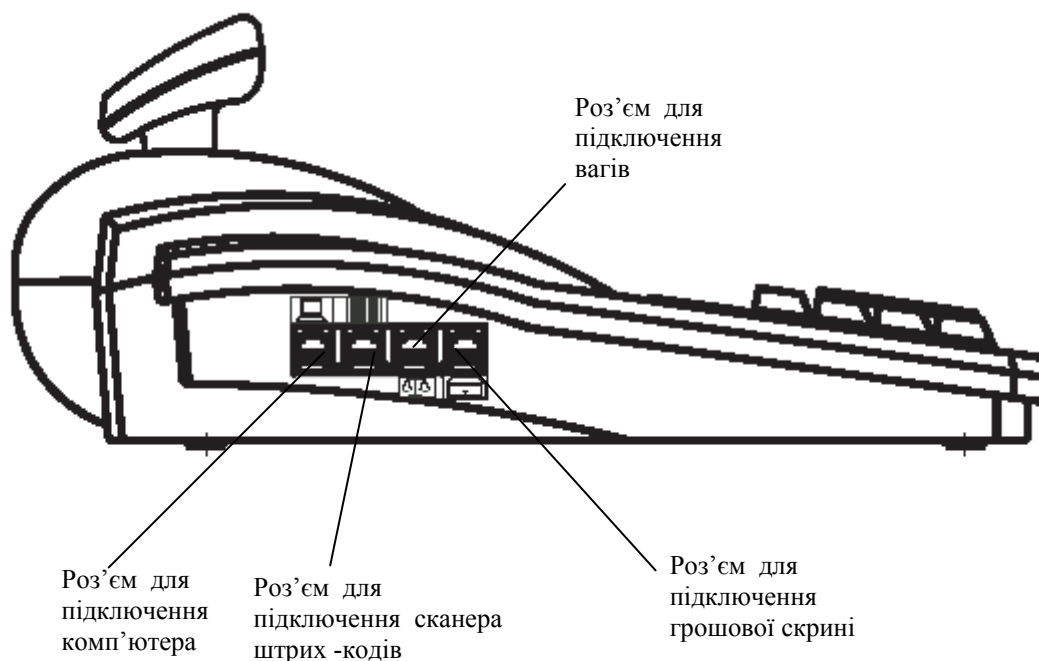 Роз’єм для
підключення
вагів
Роз’єм для
підключення
комп’ютера
Роз’єм для
підключення сканера
штрих -кодів
Роз’єм для
підключення
грошової скрині